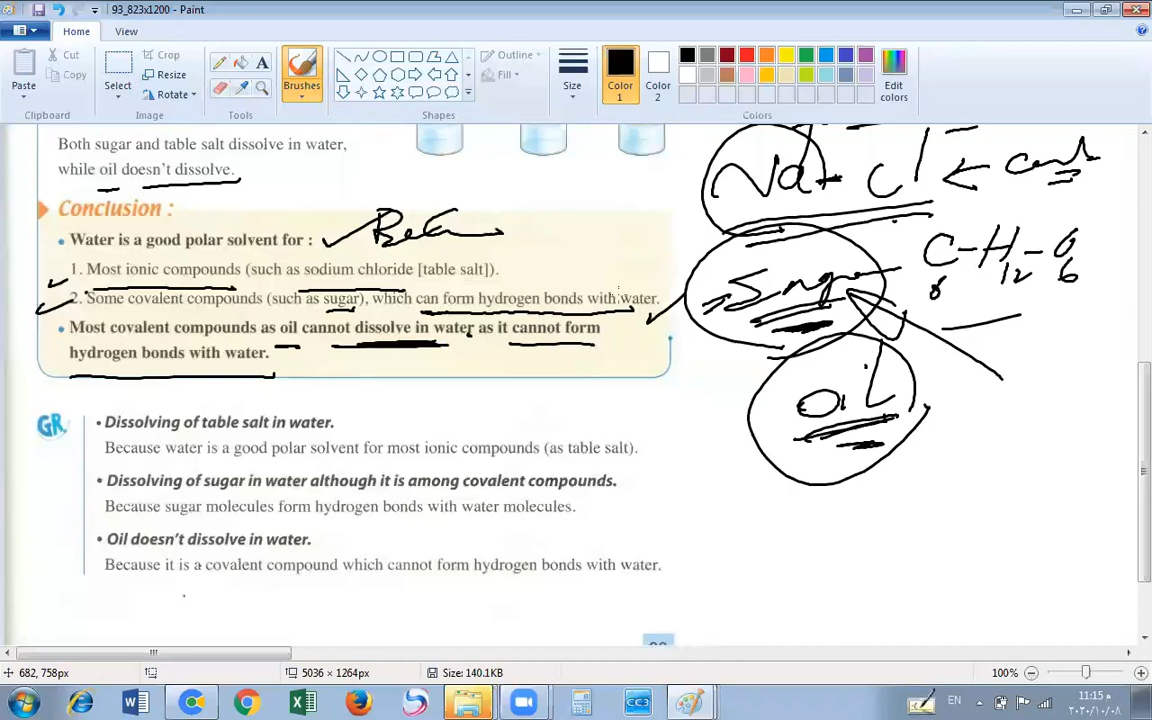 93_823x1200 - Paint
Home View
Cut
Copy
Paste
Clipboard
Crop
Resize
Rotate
Select
Image
Tools
Brushes
Shapes
Outline
Fill
Size
Color 1
Color 2
Edit colors
Colors
Both sugar and table salt dissolve in water,
while oil doesn't dissolve.
Conclusion :
• Water is a good polar solvent for :
1. Most ionic compounds (such as sodium chloride [table salt]).
2. Some covalent compounds (such as sugar), which can form hydrogen bonds with water.
• Most covalent compounds as oil cannot dissolve in water as it cannot form
hydrogen bonds with water.
Na+ Cl
Sugar
C-H-O
6 12 6
Oil
GR.
• Dissolving of table salt in water.
Because water is a good polar solvent for most ionic compounds (as table salt).
• Dissolving of sugar in water although it is among covalent compounds.
Because sugar molecules form hydrogen bonds with water molecules.
• Oil doesn't dissolve in water.
Because it is a covalent compound which cannot form hydrogen bonds with water.
682, 758px
5036 × 1264px
Size: 140.1KB
100%
EN
11:15 م
٢٠٢٠/١٠/٠٨